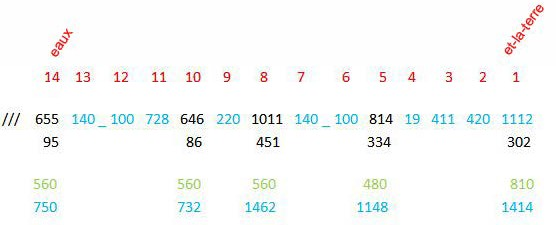 eaux et-la-terre
14 13 12 11 10 9 8 7 6 5 4 3 2 1
/// 655 140 _ 100 728 646 220 1011 140 _ 100 814 19 411 420 1112
95 86 451 334 302
560 560 560 480 810
750 732 1462 1148 1414